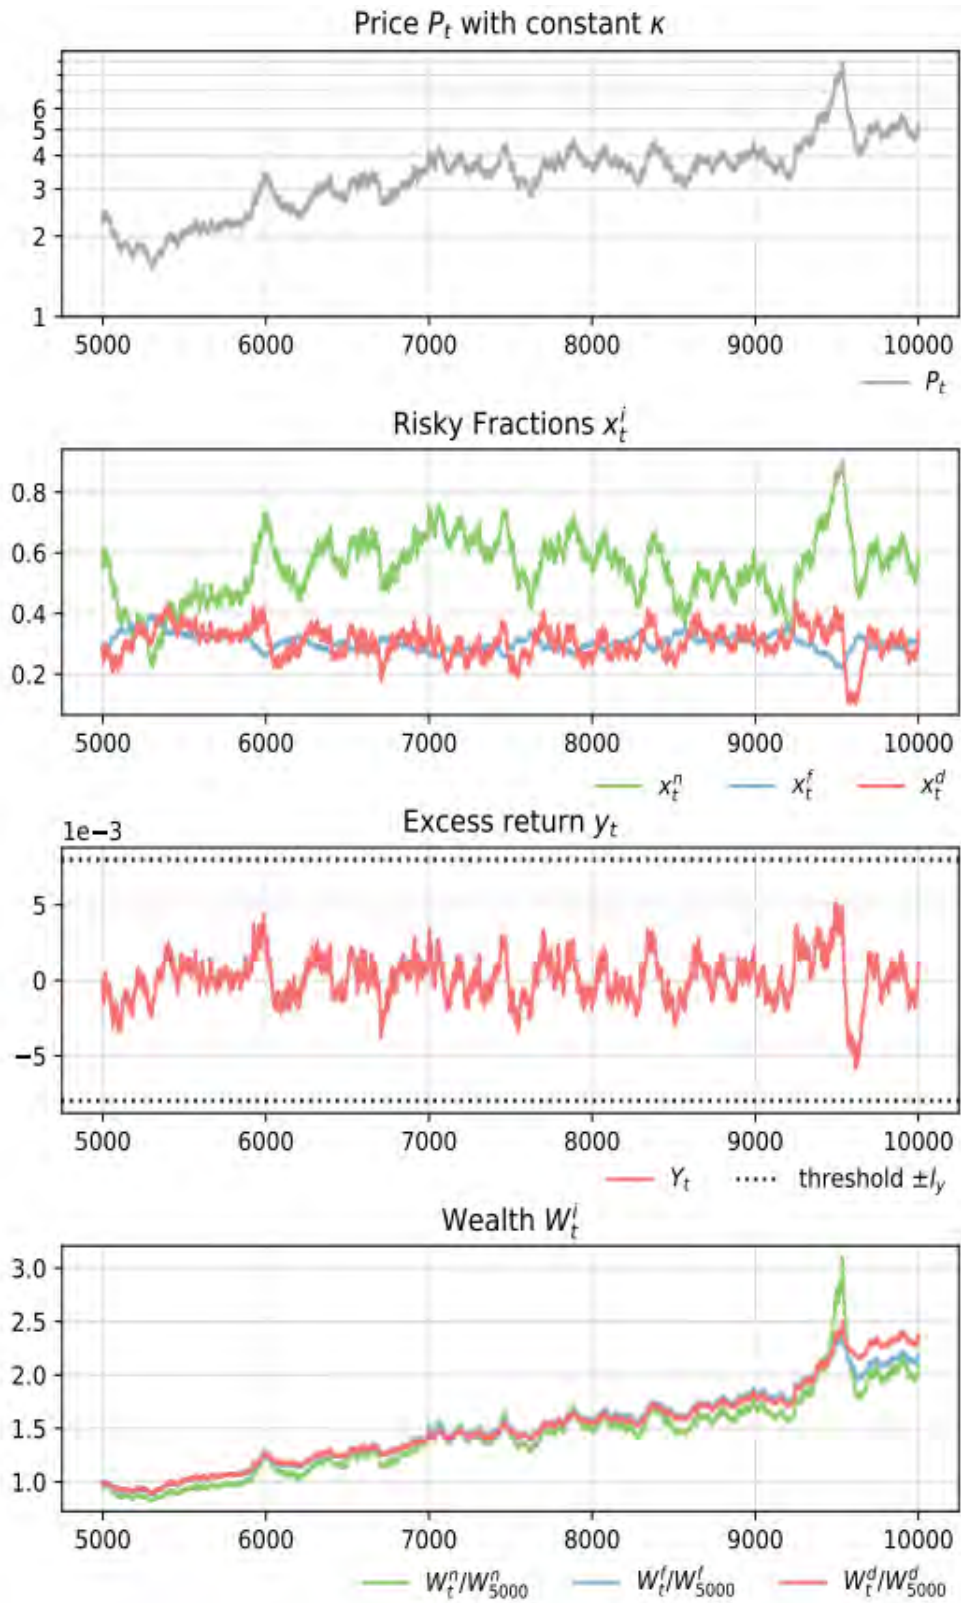 Price P_t with constant κ
6
5
4
3
2
1
5000 6000 7000 8000 9000 10000
P_t
Risky Fractions x_t^i
0.8
0.6
0.4
0.2
5000 6000 7000 8000 9000 10000
x_t^n x_t^f x_t^d
1e−3
Excess return y_t
5
0
−5
5000 6000 7000 8000 9000 10000
Y_t threshold ±l_y
Wealth W_t^i
3.0
2.5
2.0
1.5
1.0
5000 6000 7000 8000 9000 10000
W_t^n/W_5000^n W_t^f/W_5000^f W_t^d/W_5000^d